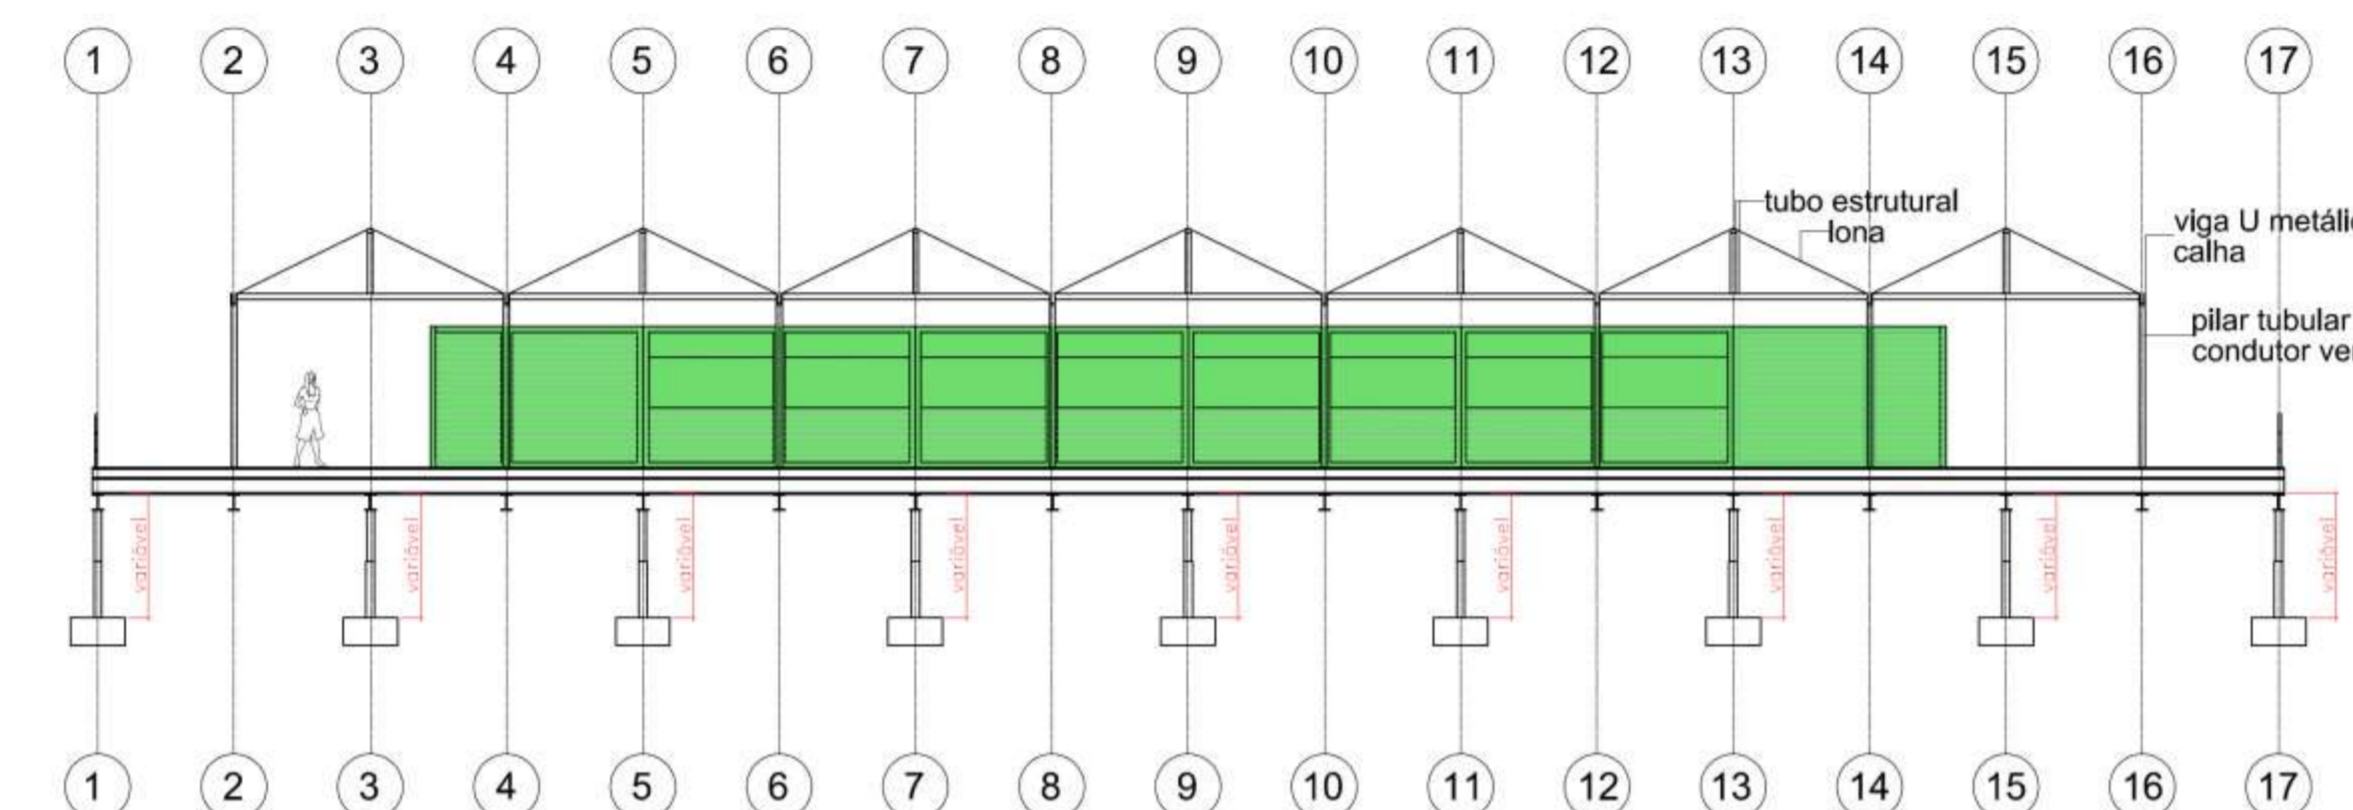 1 2 3 4 5 6 7 8 9 10 11 12 13 14 15 16 17
tubo estrutural
lona
viga U metáli
calha
pilar tubular
condutor ve
variável variável variável variável variável variável variável variável variável
1 2 3 4 5 6 7 8 9 10 11 12 13 14 15 16 17